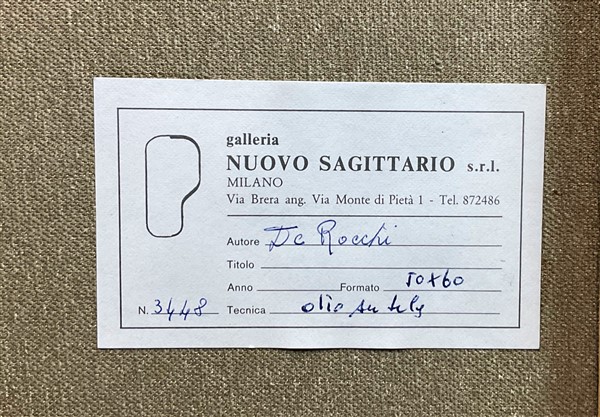 galleria
NUOVO SAGITTARIO s.r.l.
MILANO
Via Brera ang. Via Monte di Pietà 1 - Tel. 872486
Autore De Rocchi
Titolo
Anno Formato 50x60
N. 3448 Tecnica olio su tela